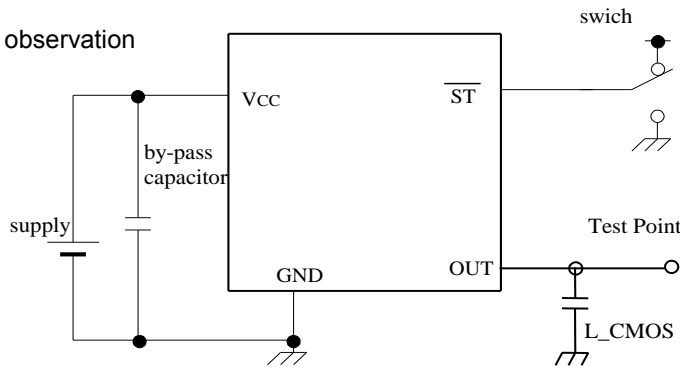 swich
observation
VCC
ST
by-pass
capacitor
supply
Test Point
GND
OUT
L_CMOS